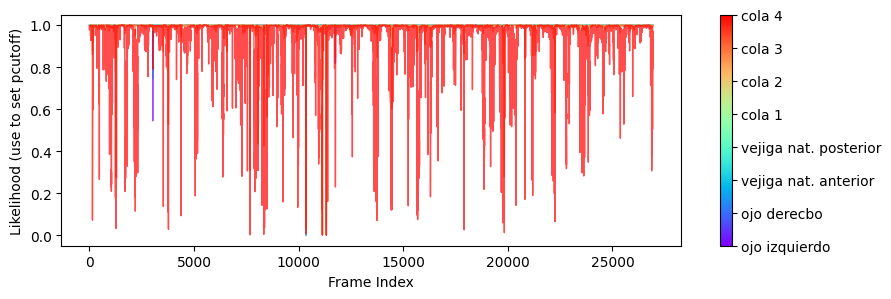 Likelihood (use to set pcutoff)
1.0
0.8
0.6
0.4
0.2
0.0
0 5000 10000 15000 20000 25000
Frame Index
cola 4
cola 3
cola 2
cola 1
vejiga nat. posterior
vejiga nat. anterior
ojo derecbo
ojo izquierdo